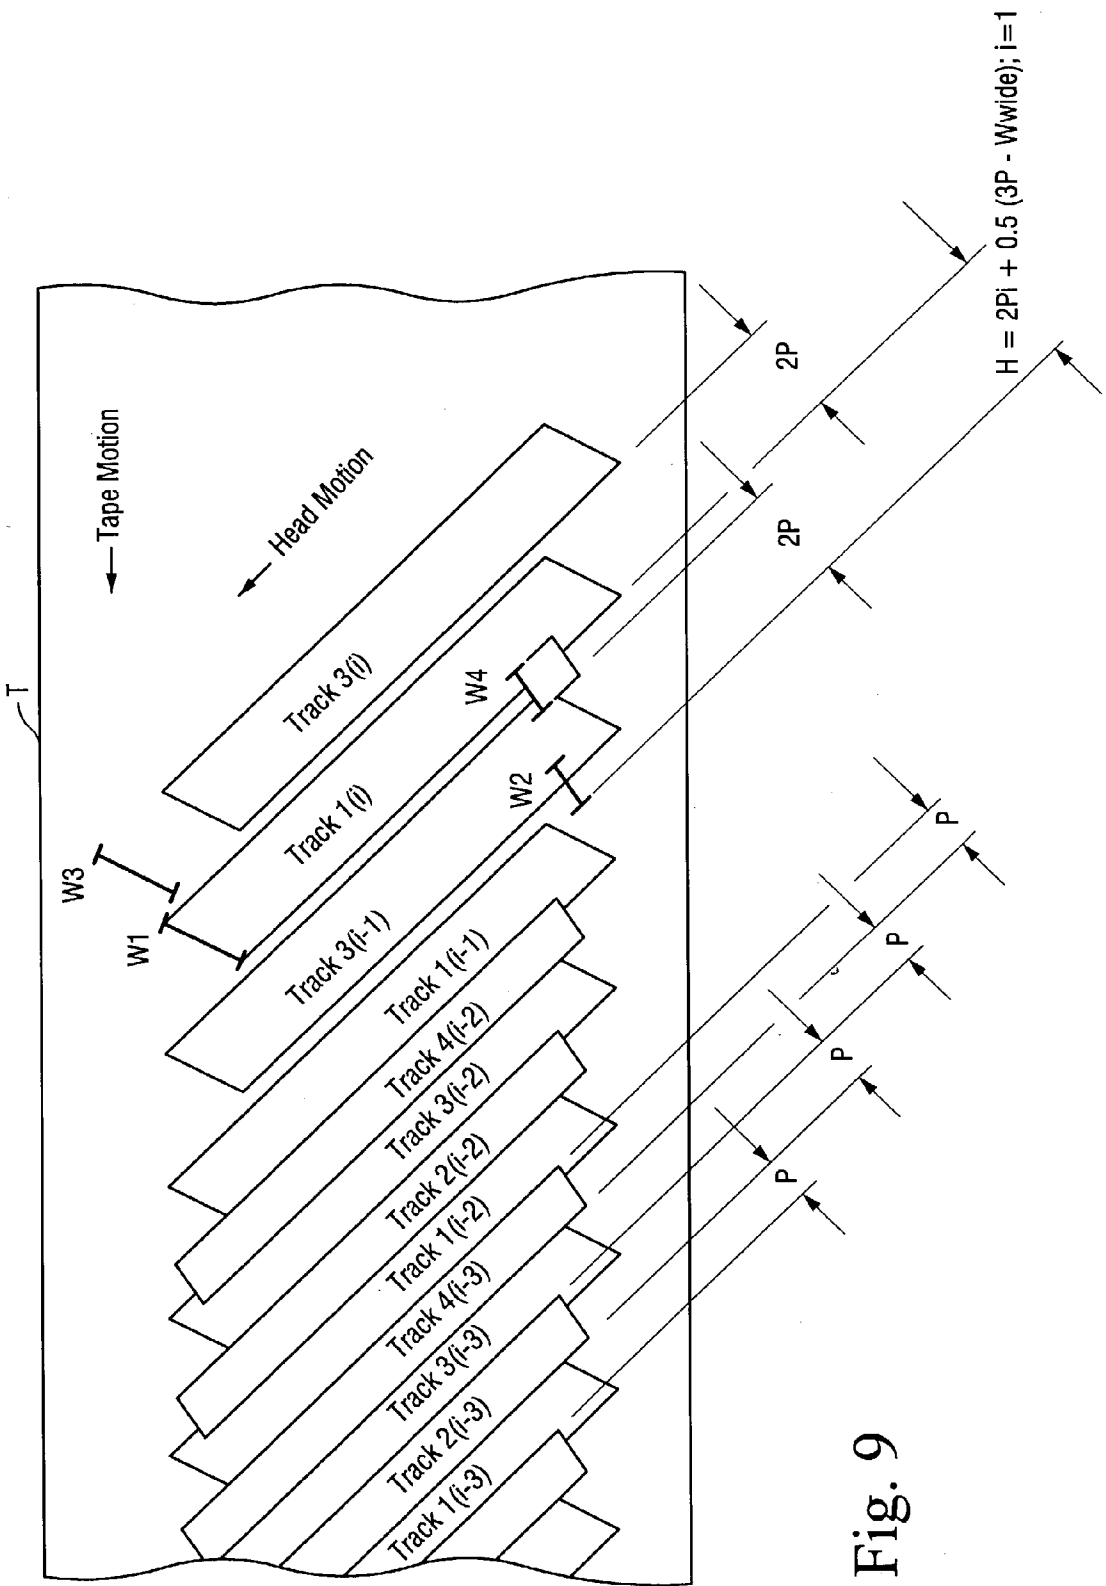 T
Tape Motion
Head Motion
W3
W1
W4
W2
Track 3(i)
Track 1(i)
Track 3(i-1)
Track 1(i-1)
Track 4(i-2)
Track 3(i-2)
Track 2(i-2)
Track 1(i-2)
Track 4(i-3)
Track 3(i-3)
Track 2(i-3)
Track 1(i-3)
2P
2P
P
P
P
P
H = 2Pi + 0.5 (3P - Wwide); i=1
Fig. 9